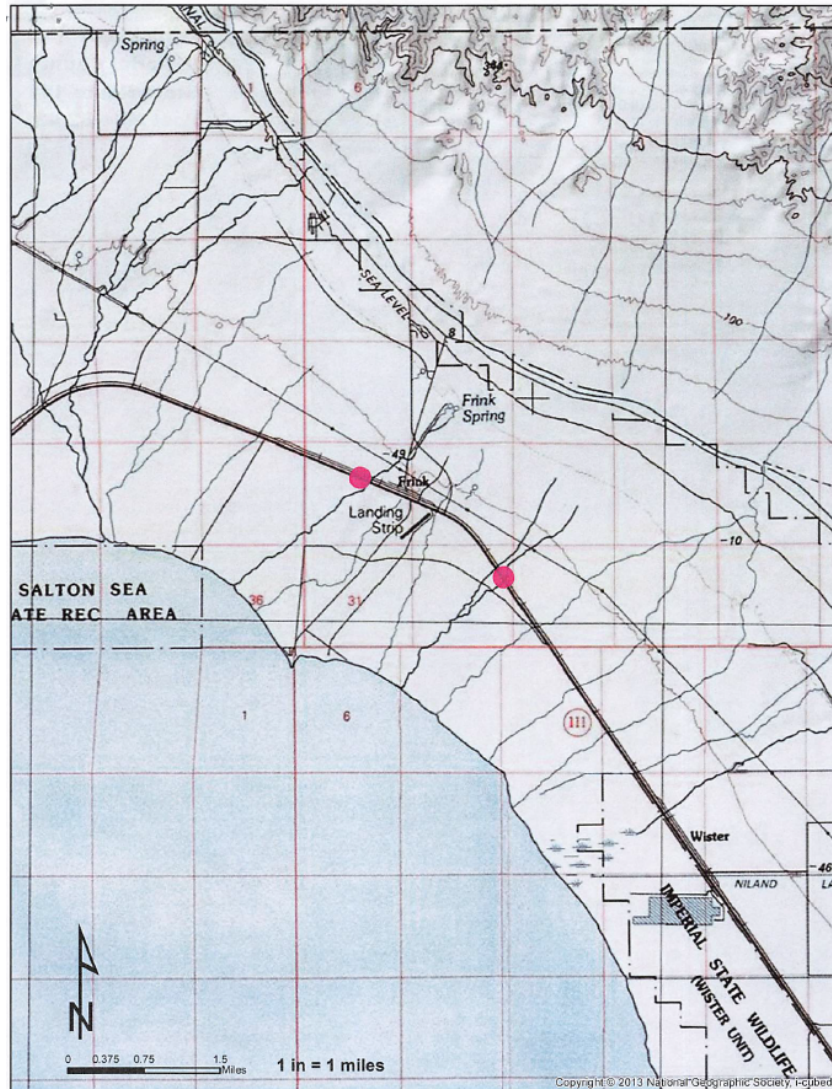 Spring
1
6
SEA LEVEL
8
100
Frink
Spring
-49
Frink
Landing
Strip
-10
SALTON SEA
ATE REC AREA
36
31
1
6
111
Wister
-46
NILAND
IMPERIAL STATE WILDLIFE
(WISTER UNIT)
N
0 0.375 0.75 1.5
Miles
1 in = 1 miles
Copyright © 2013 National Geographic Society, i-cubed